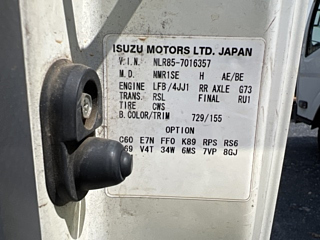 ISUZU MOTORS LTD. JAPAN
V.I.N. NLR85-7016357
M.D. NMR1SE H AE/BE
ENGINE LFB/4JJ1 RR AXLE G73
TRANS. RSL FINAL RU1
TIRE CWS
B.COLOR/TRIM 729/155
OPTION
C60 E7N FF0 K89 RPS RS6
V4T 34W 6MS 7VP 8GJ